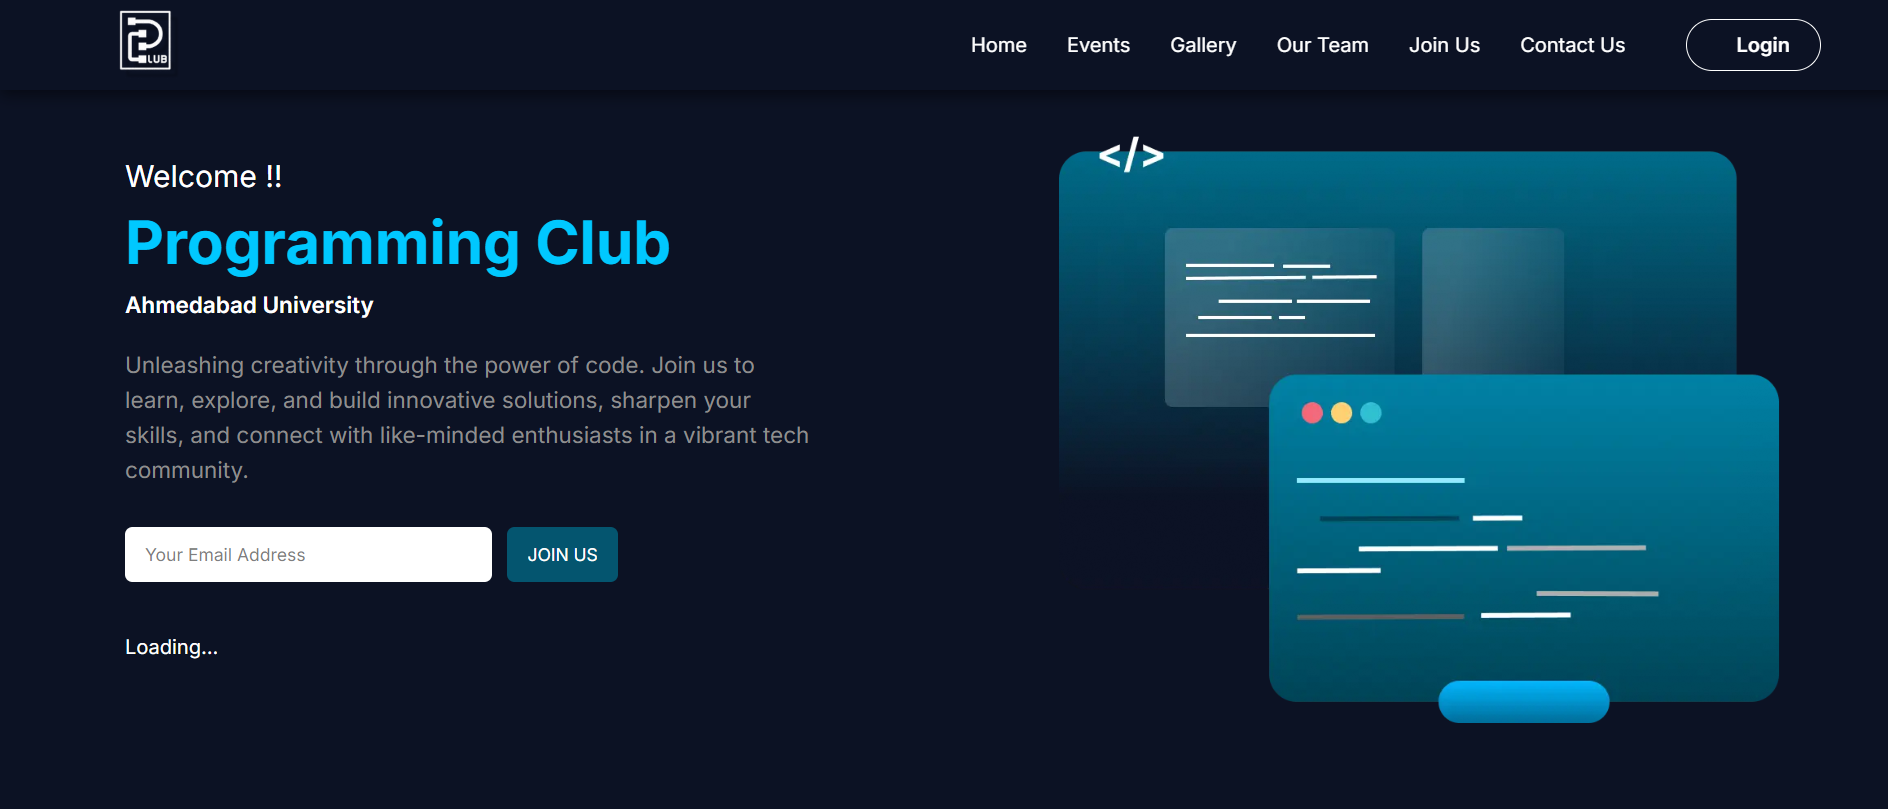 LUB
Home Events Gallery Our Team Join Us Contact Us Login
</>
Welcome !!
Programming Club
Ahmedabad University
Unleashing creativity through the power of code. Join us to
learn, explore, and build innovative solutions, sharpen your
skills, and connect with like-minded enthusiasts in a vibrant tech
community.
Your Email Address JOIN US
Loading...